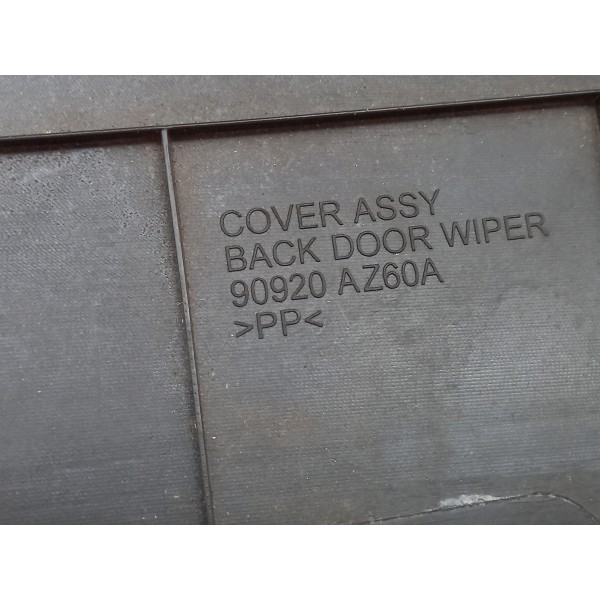 COVER ASSY
BACK DOOR WIPER
90920 AZ60A
>PP<